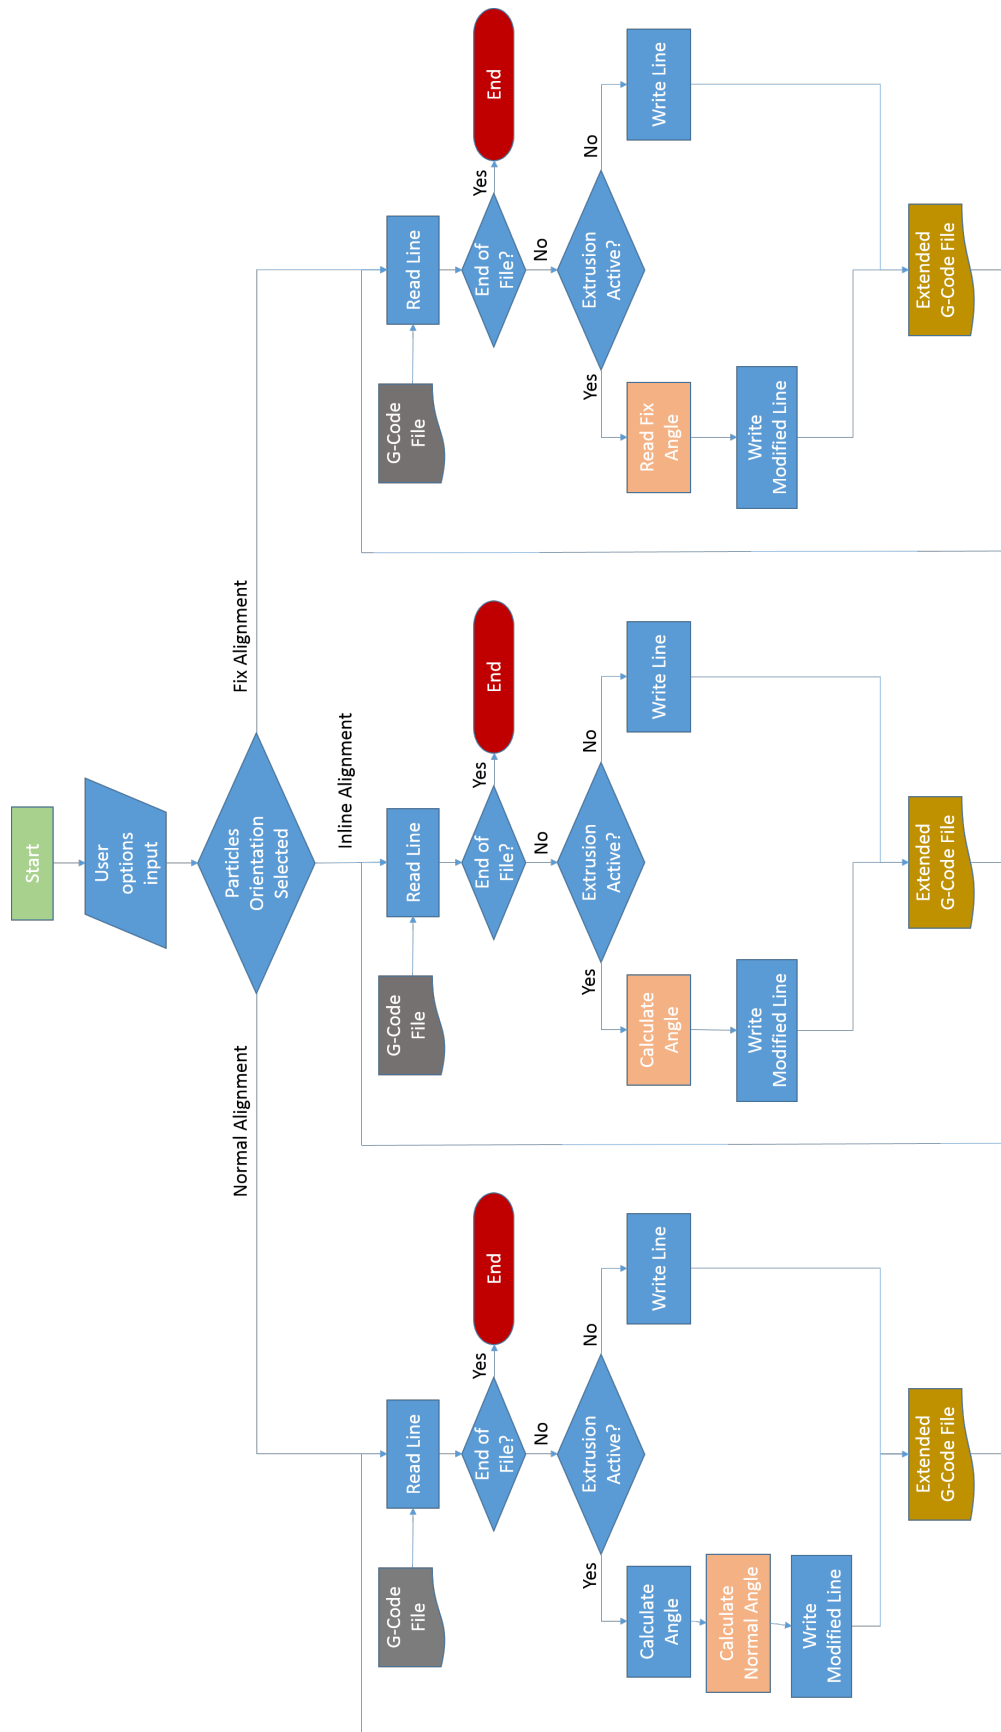 Start
User
options
input
Particles
Orientation
Selected
Normal Alignment
Inline Alignment
Fix Alignment
G-Code
File
Read Line
End of
File?
Yes
End
No
Extrusion
Active?
Yes
No
Calculate
Angle
Calculate
Normal Angle
Write
Modified Line
Write Line
Extended
G-Code File
G-Code
File
Read Line
End of
File?
Yes
End
No
Extrusion
Active?
Yes
No
Calculate
Angle
Write
Modified Line
Write Line
Extended
G-Code File
G-Code
File
Read Line
End of
File?
Yes
End
No
Extrusion
Active?
Yes
No
Read Fix
Angle
Write
Modified Line
Write Line
Extended
G-Code File